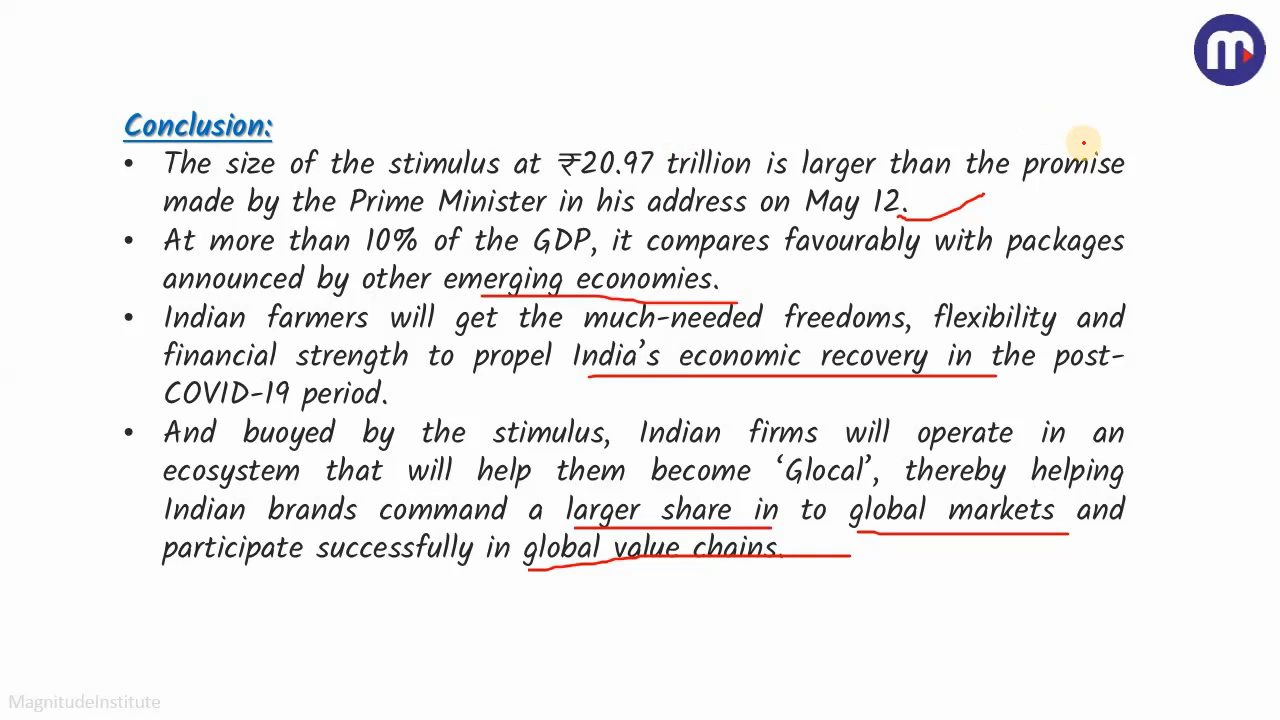 Conclusion:
• The size of the stimulus at ₹20.97 trillion is larger than the promise
made by the Prime Minister in his address on May 12.
• At more than 10% of the GDP, it compares favourably with packages
announced by other emerging economies.
• Indian farmers will get the much-needed freedoms, flexibility and
financial strength to propel India’s economic recovery in the post-
COVID-19 period.
• And buoyed by the stimulus, Indian firms will operate in an
ecosystem that will help them become ‘Glocal’, thereby helping
Indian brands command a larger share in to global markets and
participate successfully in global value chains.
MagnitudeInstitute